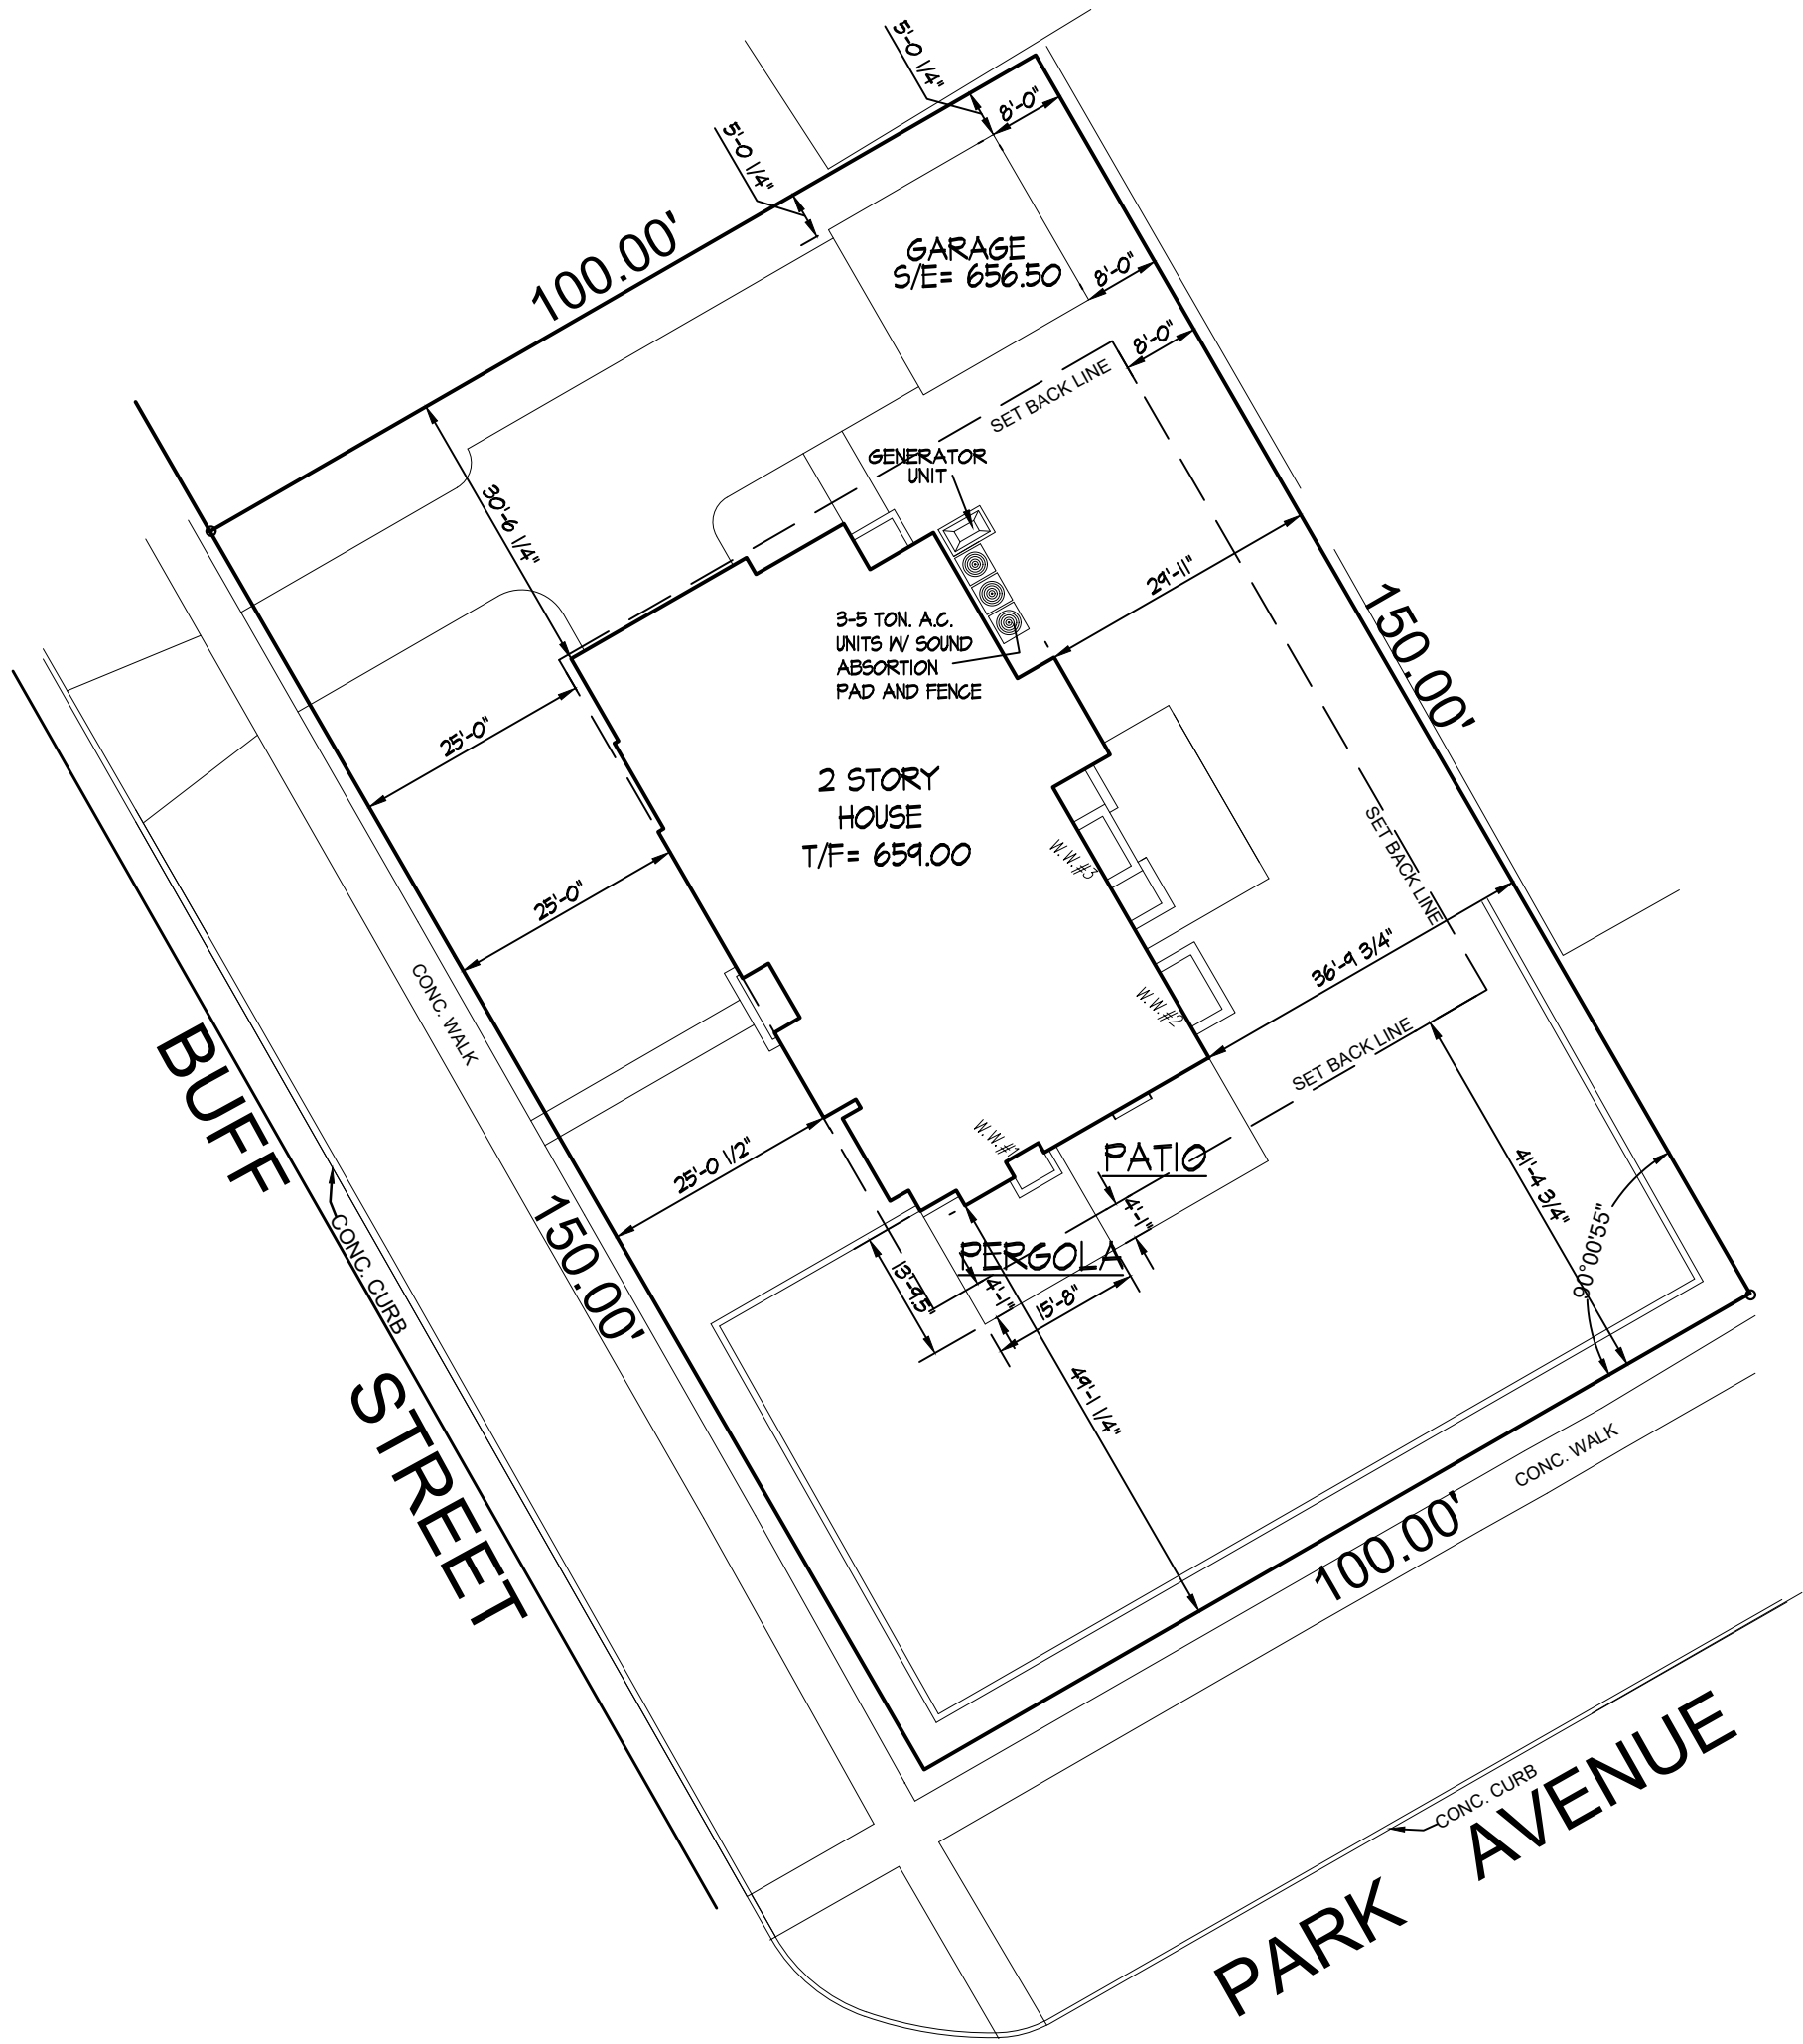 5'-0 1/4"
8'-0"
5'-0 1/4"
100.00'
GARAGE
S/E= 656.50
8'-0"
8'-0"
SET BACK LINE
GENERATOR
UNIT
30'-6 1/4"
29'-11"
3-5 TON. A.C.
UNITS W/ SOUND
ABSORTION
PAD AND FENCE
150.00'
25'-0"
2 STORY
HOUSE
T/F= 659.00
W.W.#3
SET BACK LINE
25'-0"
36'-9 3/4"
CONC. WALK
W.W.#2
SET BACK LINE
BUFF
STREET
W.W.#1
PATIO
25'-0 1/2"
41'-4 3/4"
4'-1"
90°00'55"
CONC. CURB
150.00'
PERGOLA
13'-9.5"
4'-1"
15'-8"
49'-1 1/4"
CONC. WALK
100.00'
CONC. CURB
PARK AVENUE